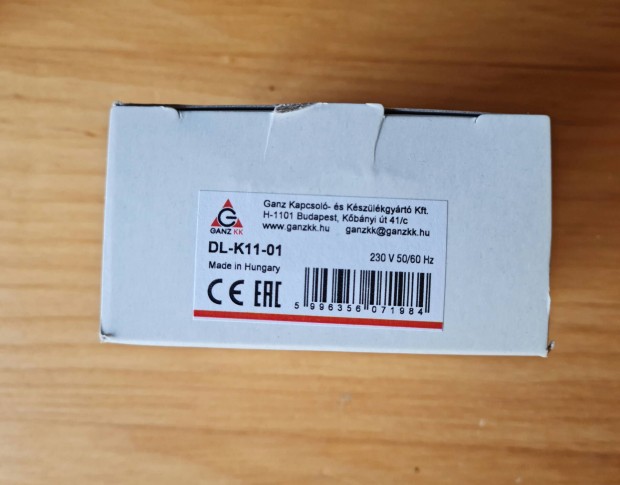 Ganz Kapcsoló- és Készülékgyártó Kft.
H-1101 Budapest, Kőbányi út 41/c
www.ganzkk.hu ganzkk@ganzkk.hu
GANZ KK
DL-K11-01
230 V 50/60 Hz
Made in Hungary
CE EAC
5 996356 071984